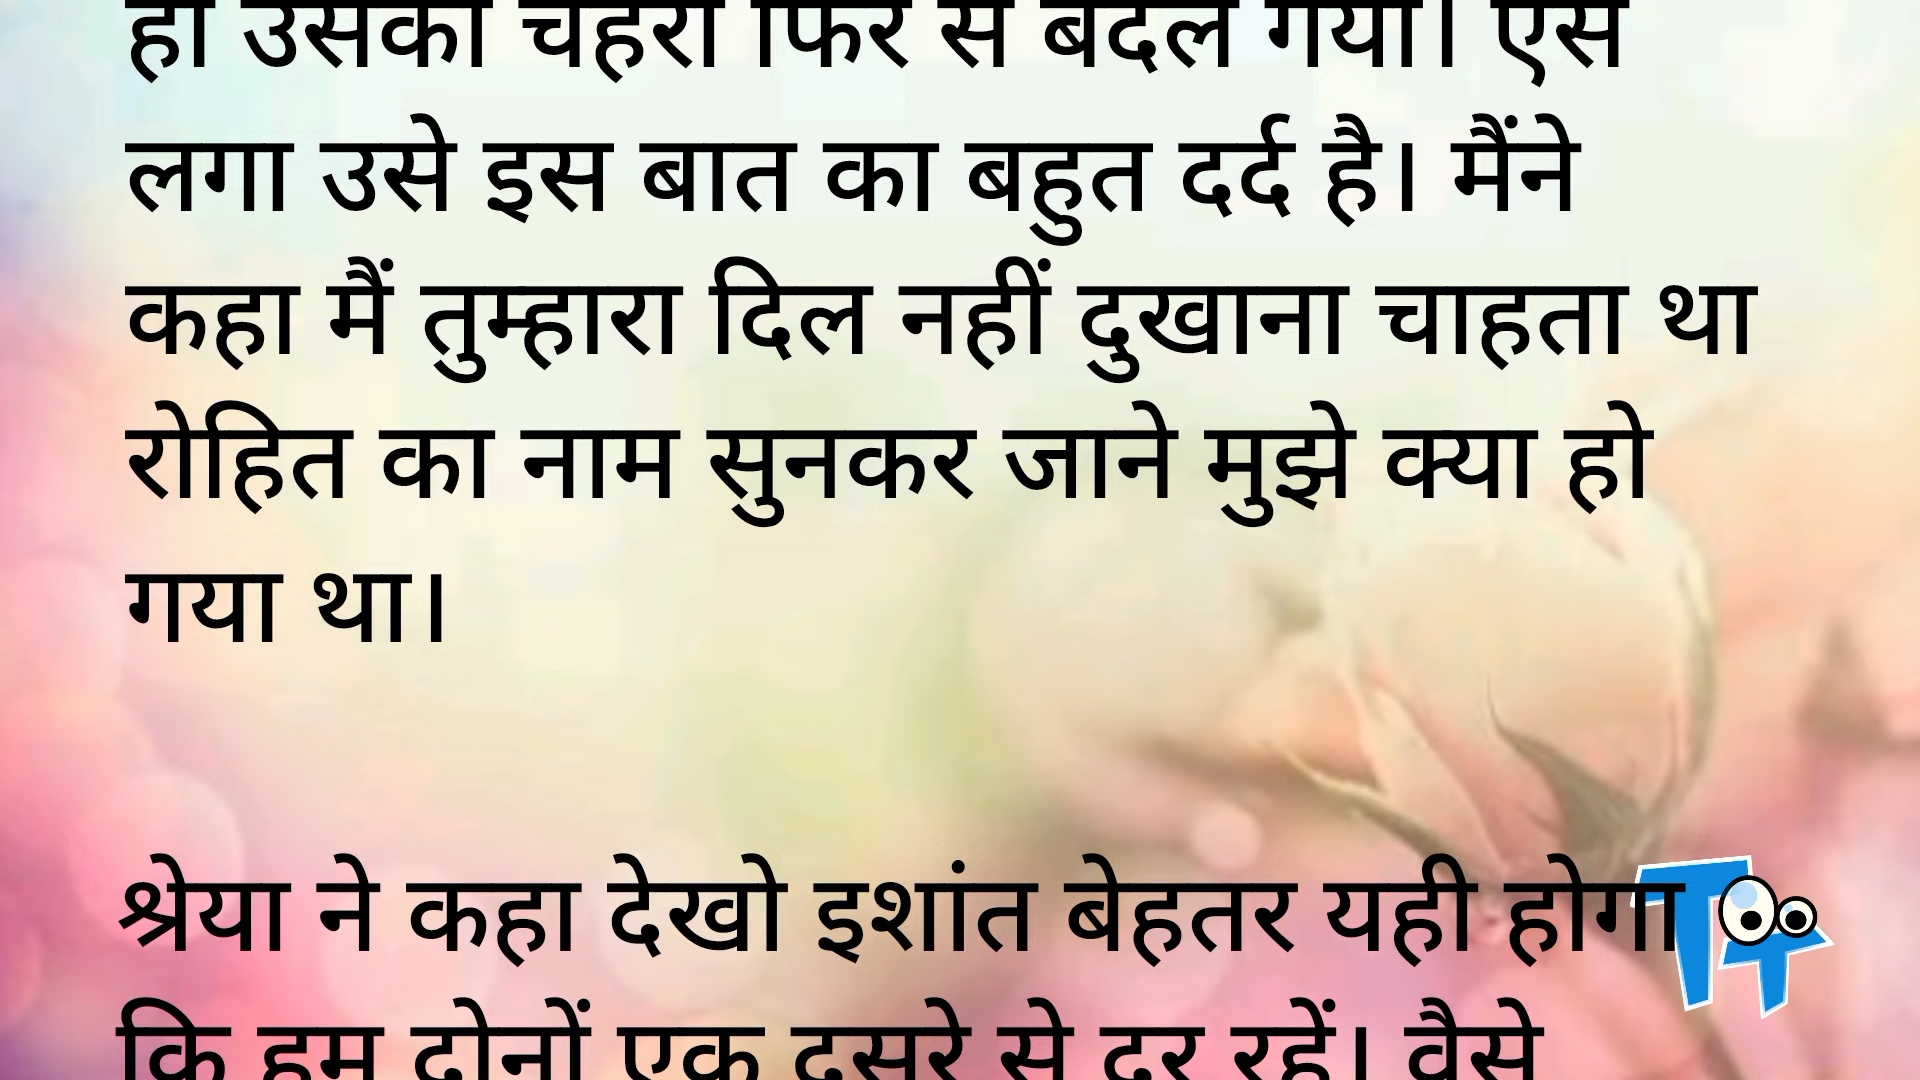 ही उसका चेहरा फिर से बदल गया। ऐसे
लगा उसे इस बात का बहुत दर्द है। मैंने
कहा मैं तुम्हारा दिल नहीं दुखाना चाहता था
रोहित का नाम सुनकर जाने मुझे क्या हो
गया था।
श्रेया ने कहा देखो इशांत बेहतर यही होगा
कि हम दोनों एक दूसरे से दूर रहें। वैसे